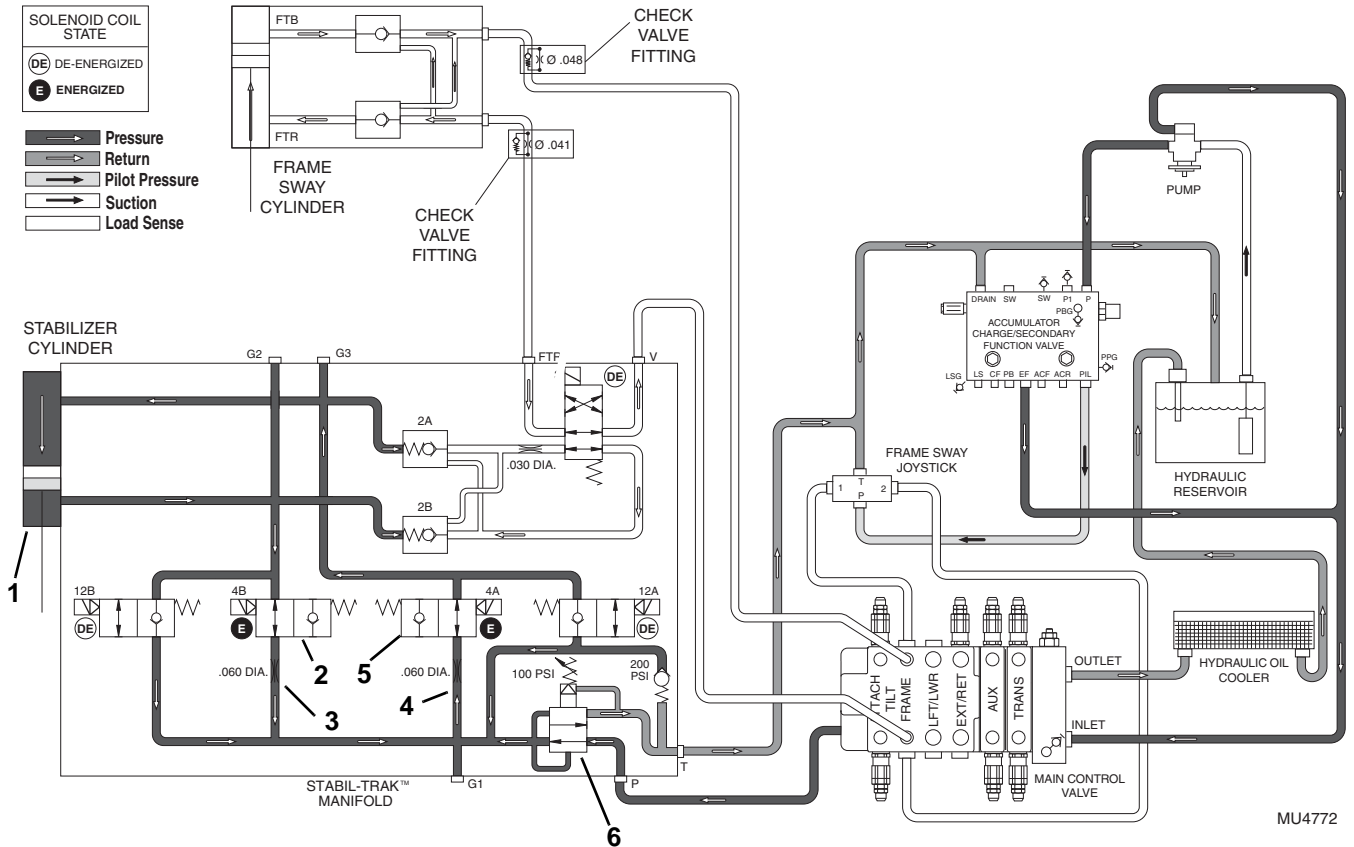 SOLENOID COIL
STATE
DE DE-ENERGIZED
E ENERGIZED
Pressure
Return
Pilot Pressure
Suction
Load Sense
FTB
FTR
FRAME
SWAY
CYLINDER
CHECK
VALVE
FITTING
Ø .048
Ø .041
CHECK
VALVE
FITTING
PUMP
DRAIN SW SW P1 P
PBG
ACCUMULATOR
CHARGE/SECONDARY
FUNCTION VALVE
LSG
PPG
LS CF PB EF ACF ACR PIL
HYDRAULIC
RESERVOIR
STABILIZER
CYLINDER
G2
G3
V
DE
2A
.030 DIA.
2B
FRAME SWAY
JOYSTICK
1 T 2
P
1
12B
DE
4B
E
4A
E
12A
DE
.060 DIA.
2
3
5
.060 DIA.
4
100 PSI
200
PSI
T
G1
P
STABIL-TRAK™
MANIFOLD
6
TILT
FRAME
LFT/LWR
EXT/RET
AUX
TRANS
OUTLET
INLET
HYDRAULIC OIL
COOLER
MAIN CONTROL
VALVE
MU4772